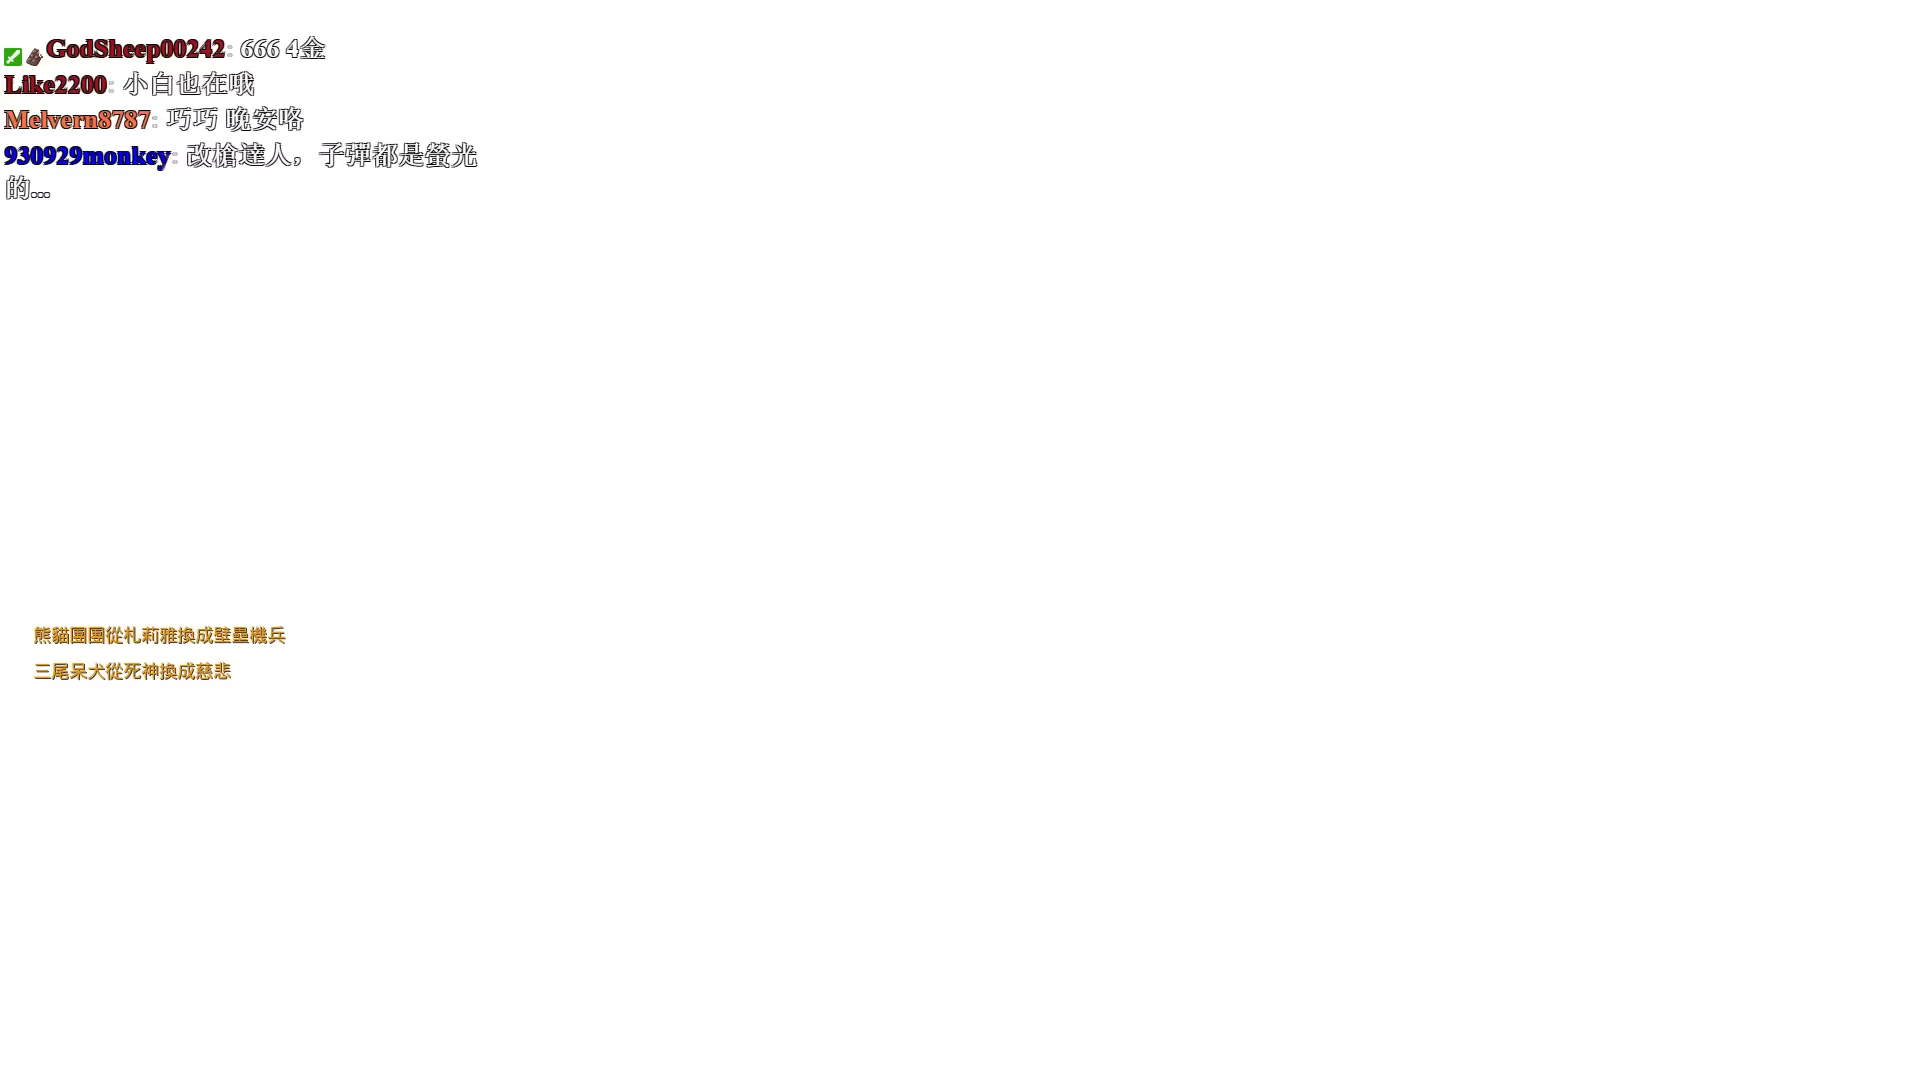 GodSheep00242: 666 4金
Like2200: 小白也在哦
Melvern8787: 巧巧 晚安咯
930929monkey: 改槍達人，子彈都是螢光
的...
熊貓團團從札莉雅換成壁壘機兵
三尾呆犬從死神換成慈悲